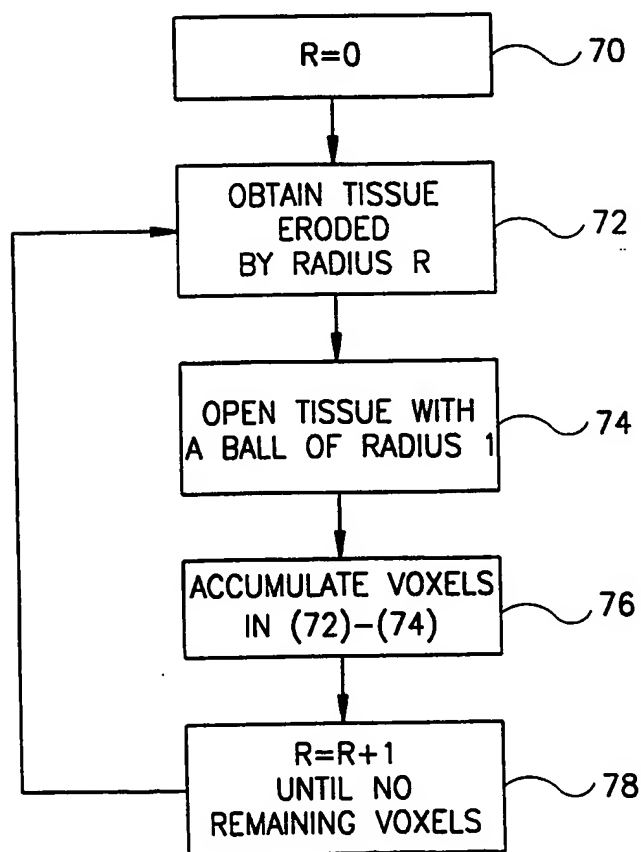 R=0
70
OBTAIN TISSUE
ERODED
BY RADIUS R
72
OPEN TISSUE WITH
A BALL OF RADIUS 1
74
ACCUMULATE VOXELS
IN (72)-(74)
76
R=R+1
UNTIL NO
REMAINING VOXELS
78